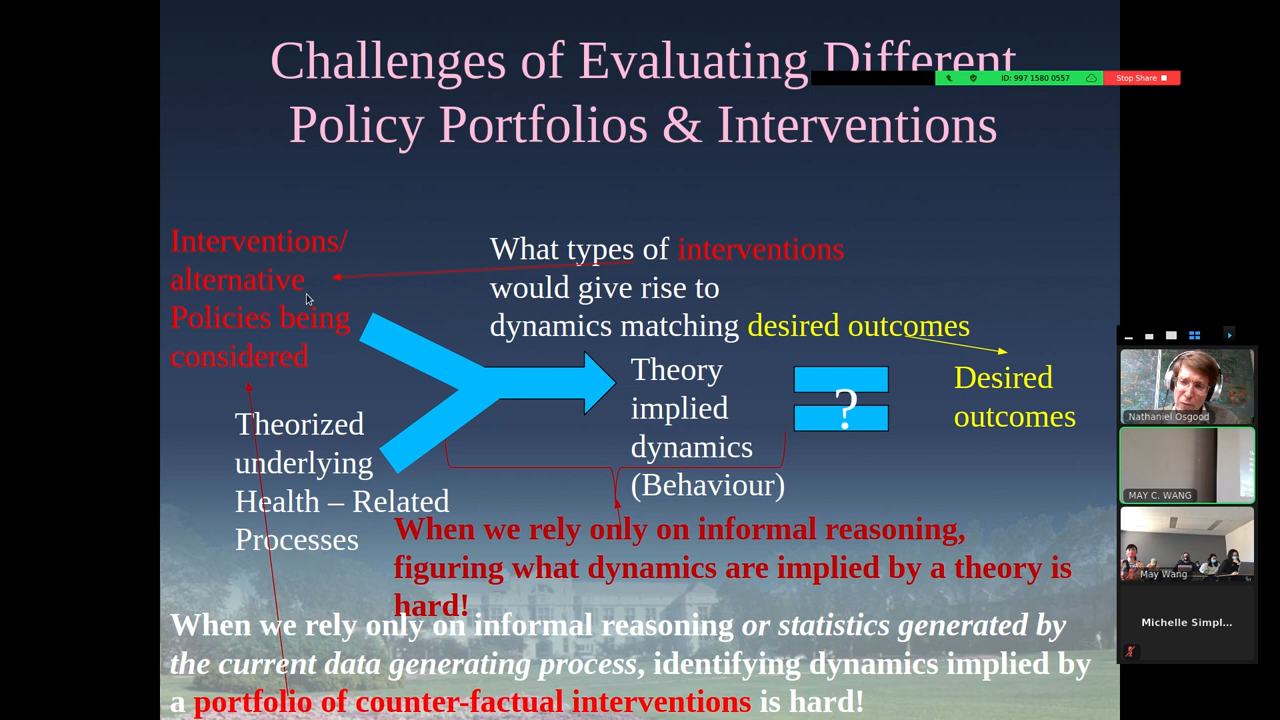 Challenges of Evaluating Different
Policy Portfolios & Interventions
ID: 997 1580 0557
Stop Share
Interventions/
alternative
Policies being
considered
What types of interventions
would give rise to
dynamics matching desired outcomes
Theory
implied
dynamics
(Behaviour)
?
Desired
outcomes
Theorized
underlying
Health – Related
Processes
When we rely only on informal reasoning,
figuring what dynamics are implied by a theory is
hard!
When we rely only on informal reasoning or statistics generated by
the current data generating process, identifying dynamics implied by
a portfolio of counter-factual interventions is hard!
Nathaniel Osgood
MAY C. WANG
May Wang
Michelle Simpl...